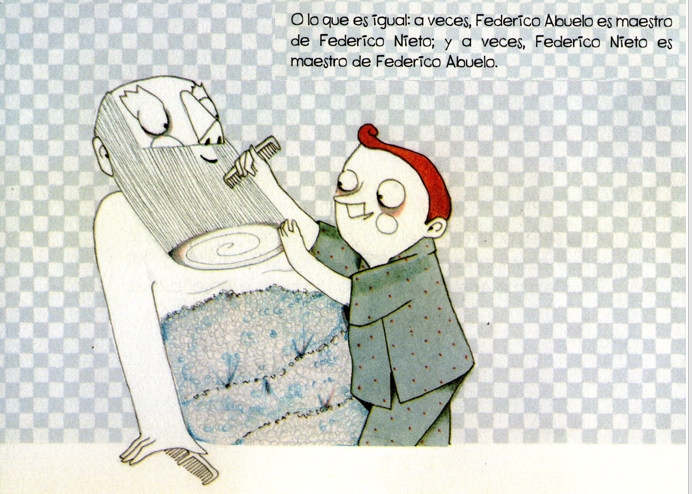 O lo que es igual: a veces, Federico Abuelo es maestro
de Federico Nieto; y a veces, Federico Nieto es
maestro de Federico Abuelo.